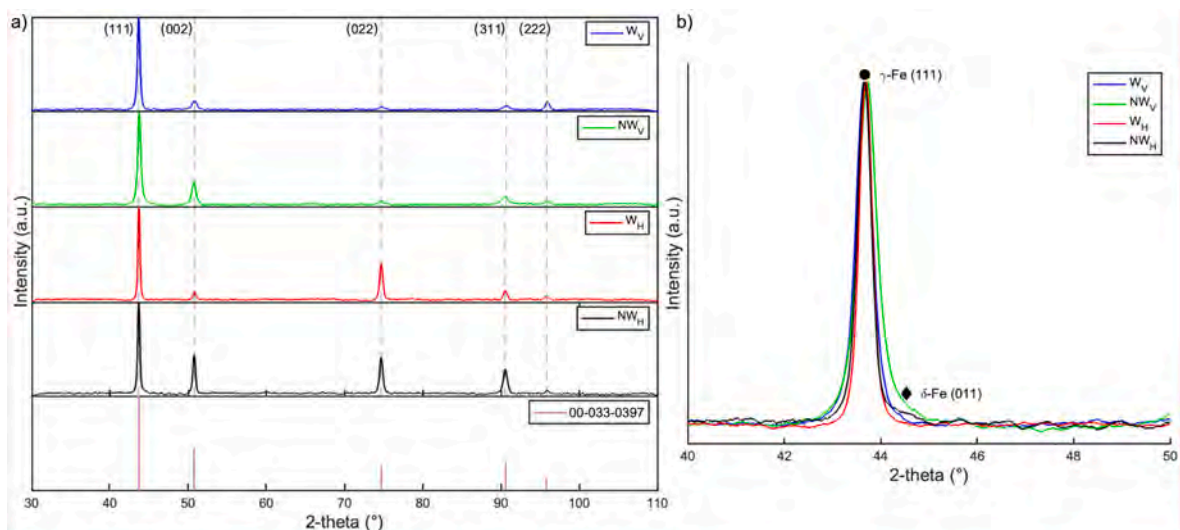 a)
(111) (002) (022) (311) (222)
W_V
NW_V
W_H
NW_H
00-033-0397
Intensity (a.u.)
30 40 50 60 70 80 90 100 110
2-theta (°)
b)
γ-Fe (111)
W_V
NW_V
W_H
NW_H
δ-Fe (011)
Intensity (a.u.)
40 42 44 46 48 50
2-theta (°)